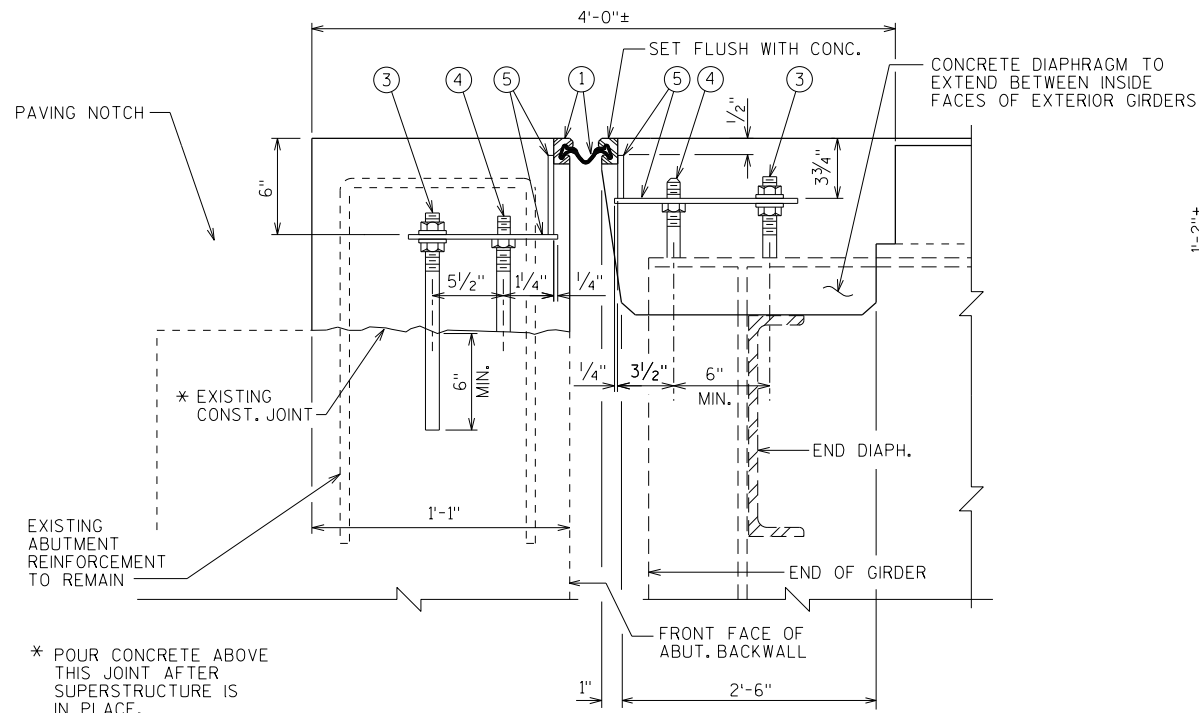 4'-0"±
SET FLUSH WITH CONC.
CONCRETE DIAPHRAGM TO
EXTEND BETWEEN INSIDE
FACES OF EXTERIOR GIRDERS
3
4
5
1
5
4
3
PAVING NOTCH
1/2"
6"
3 3/4"
1'-2"±
5 1/2"
1 1/4"
1/4"
1/4"
3 1/2"
6"
MIN.
6"
MIN.
* EXISTING
CONST. JOINT
END DIAPH.
1'-1"
EXISTING
ABUTMENT
REINFORCEMENT
TO REMAIN
END OF GIRDER
FRONT FACE OF
ABUT. BACKWALL
* POUR CONCRETE ABOVE
THIS JOINT AFTER
SUPERSTRUCTURE IS
IN PLACE.
1"
2'-6"